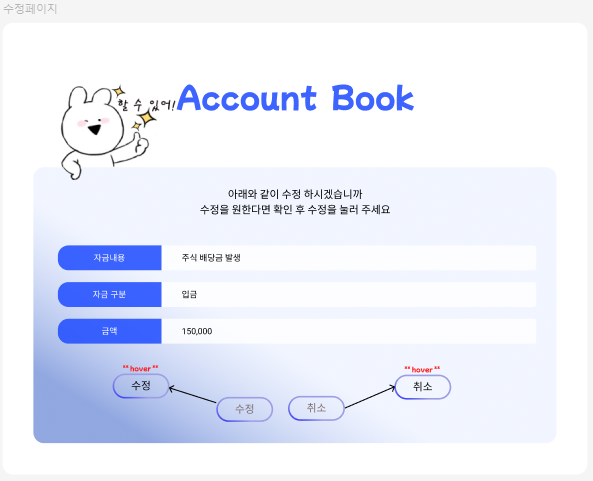 수정페이지
할 수 있어!
Account Book
아래와 같이 수정 하시겠습니까
수정을 원한다면 확인 후 수정을 눌러 주세요
자금내용 주식 배당금 발생
자금 구분 입금
금액 150,000
** hover ** ** hover **
수정 취소
수정 취소